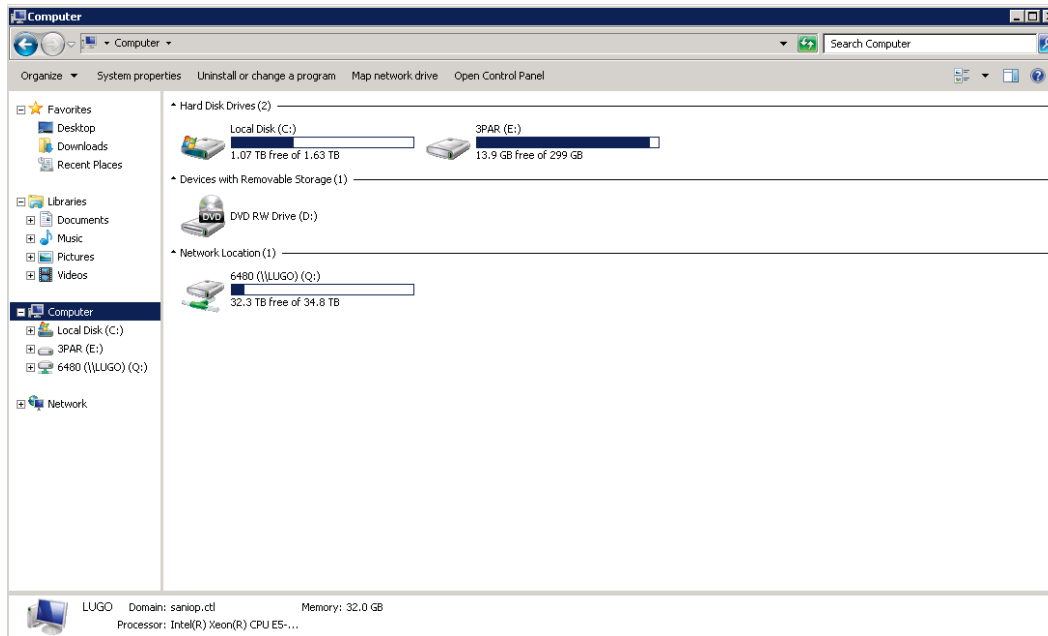 Computer
Computer
Search Computer
Organize
System properties
Uninstall or change a program
Map network drive
Open Control Panel
Favorites
Desktop
Downloads
Recent Places
Libraries
Documents
Music
Pictures
Videos
Computer
Local Disk (C:)
3PAR (E:)
6480 (\\LUGO) (Q:)
Network
Hard Disk Drives (2)
Local Disk (C:)
1.07 TB free of 1.63 TB
3PAR (E:)
13.9 GB free of 299 GB
Devices with Removable Storage (1)
DVD
DVD RW Drive (D:)
Network Location (1)
6480 (\\LUGO) (Q:)
32.3 TB free of 34.8 TB
LUGO Domain: saniop.ctl Memory: 32.0 GB
Processor: Intel(R) Xeon(R) CPU E5-...